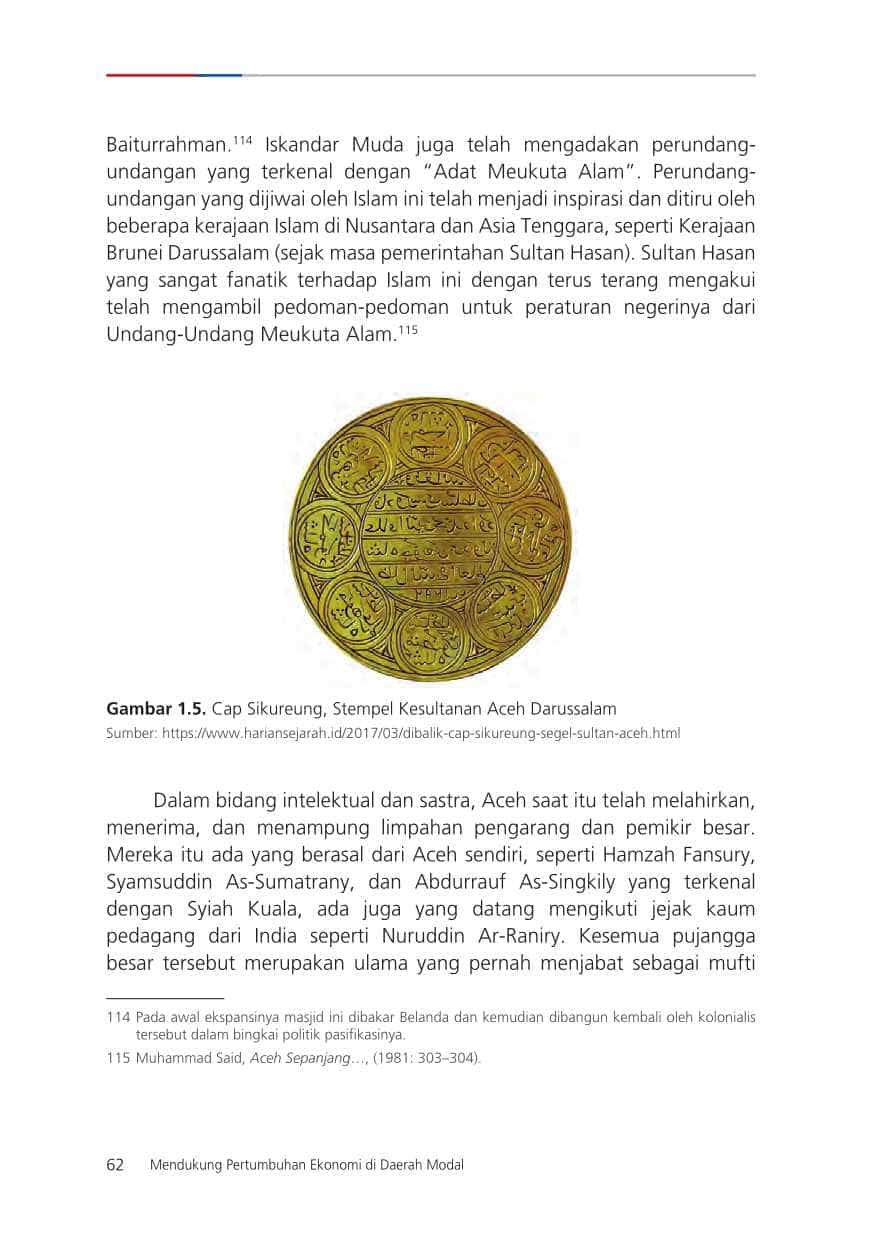 Baiturrahman.114 Iskandar Muda juga telah mengadakan perundang-
undangan yang terkenal dengan “Adat Meukuta Alam”. Perundang-
undangan yang dijiwai oleh Islam ini telah menjadi inspirasi dan ditiru oleh
beberapa kerajaan Islam di Nusantara dan Asia Tenggara, seperti Kerajaan
Brunei Darussalam (sejak masa pemerintahan Sultan Hasan). Sultan Hasan
yang sangat fanatik terhadap Islam ini dengan terus terang mengakui
telah mengambil pedoman-pedoman untuk peraturan negerinya dari
Undang-Undang Meukuta Alam.115
Gambar 1.5. Cap Sikureung, Stempel Kesultanan Aceh Darussalam
Sumber: https://www.hariansejarah.id/2017/03/dibalik-cap-sikureung-segel-sultan-aceh.html
Dalam bidang intelektual dan sastra, Aceh saat itu telah melahirkan,
menerima, dan menampung limpahan pengarang dan pemikir besar.
Mereka itu ada yang berasal dari Aceh sendiri, seperti Hamzah Fansury,
Syamsuddin As-Sumatrany, dan Abdurrauf As-Singkily yang terkenal
dengan Syiah Kuala, ada juga yang datang mengikuti jejak kaum
pedagang dari India seperti Nuruddin Ar-Raniry. Kesemua pujangga
besar tersebut merupakan ulama yang pernah menjabat sebagai mufti
114 Pada awal ekspansinya masjid ini dibakar Belanda dan kemudian dibangun kembali oleh kolonialis
tersebut dalam bingkai politik pasifikasinya.
115 Muhammad Said, Aceh Sepanjang…, (1981: 303–304).
62 Mendukung Pertumbuhan Ekonomi di Daerah Modal